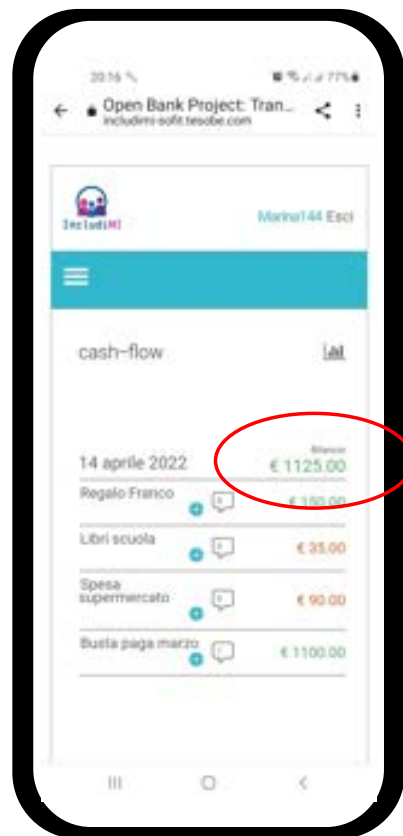 20:16
77%
Open Bank Project: Tran...
includimi-sofit.tesobe.com
IncludiMI
Marina144 Esci
cash-flow
Bilancio
14 aprile 2022 € 1125.00
Regalo Franco € 150.00
Libri scuola € 35.00
Spesa
supermercato € 90.00
Busta paga marzo € 1100.00